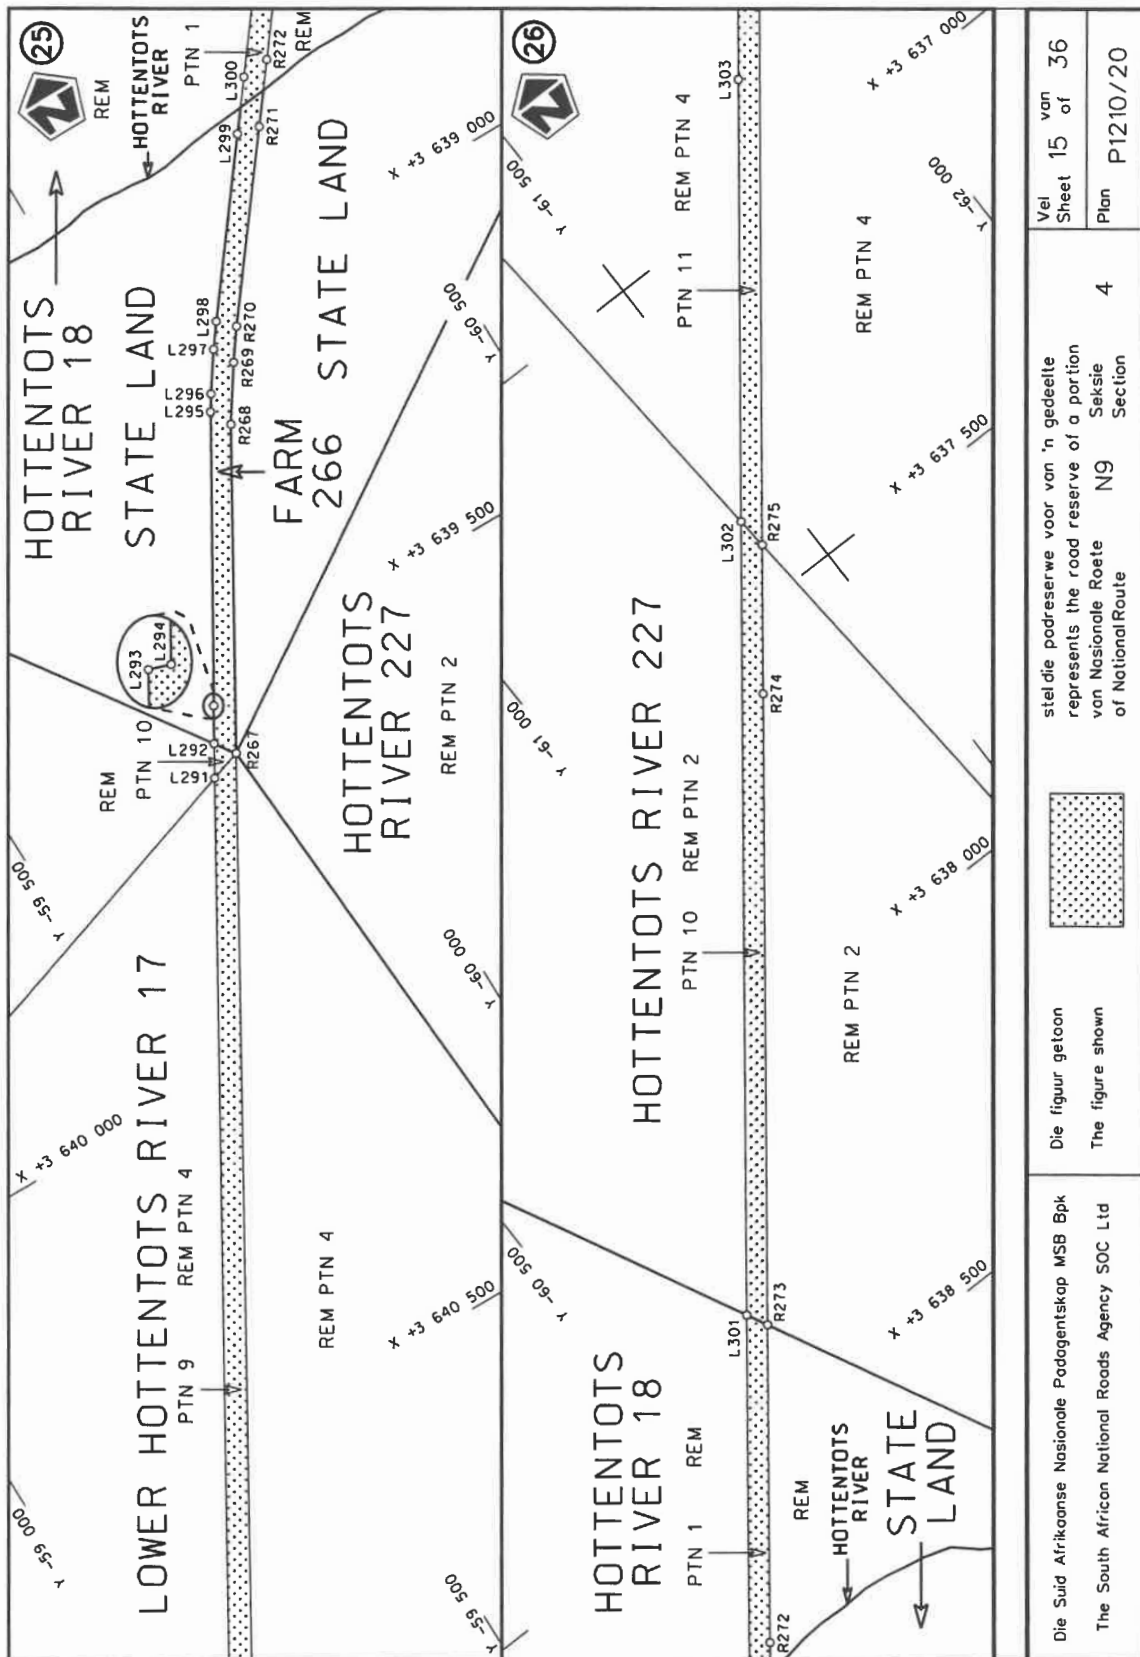 25
HOTTENTOTS
RIVER 18
REM
HOTTENTOTS
RIVER
PTN 1
STATE LAND
L300
R272
REM
L299
R271
L298
L297
R270
R269
L296
L295
R268
FARM
266
STATE LAND
X +3 639 000
L293
L294
REM
PTN 10
L292
L291
R267
Y -59 500
X +3 639 500
HOTTENTOTS
RIVER 227
REM PTN 2
Y -60 500
Y -60 000
LOWER HOTTENTOTS RIVER 17
PTN 9
REM PTN 4
X +3 640 000
REM PTN 4
X +3 640 500
Y -59 000
Y -59 500
26
Y -61 500
L303
REM PTN 4
PTN 11
X +3 637 000
Y -62 000
REM PTN 4
L302
R275
X +3 637 500
Y -61 000
HOTTENTOTS RIVER 227
R274
PTN 10
REM PTN 2
X +3 638 000
REM PTN 2
Y -60 500
L301
R273
X +3 638 500
HOTTENTOTS
RIVER 18
PTN 1
REM
REM
HOTTENTOTS
RIVER
STATE
LAND
R272
Die Suid Afrikaanse Nasionale Padagentskap MSB Bpk
The South African National Roads Agency SOC Ltd
Die figuur getoon
The figure shown
stel die padreserwe voor van 'n gedeelte
represents the road reserve of a portion
van Nasionale Roete N9 Seksie 4
of National Route Section
Vel 15 van 36
Sheet of
Plan P1210/20